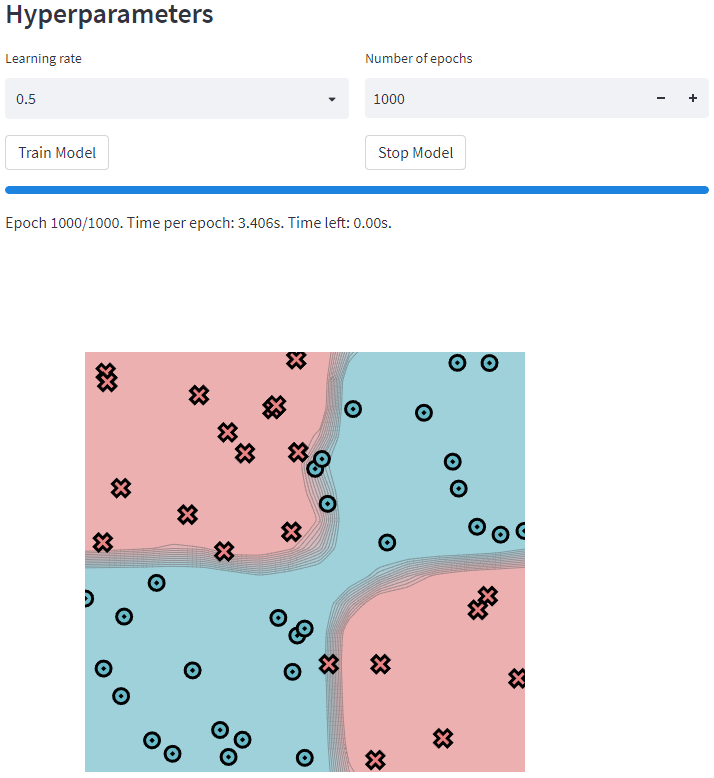 Hyperparameters
Learning rate
Number of epochs
0.5
1000
Train Model
Stop Model
Epoch 1000/1000. Time per epoch: 3.406s. Time left: 0.00s.